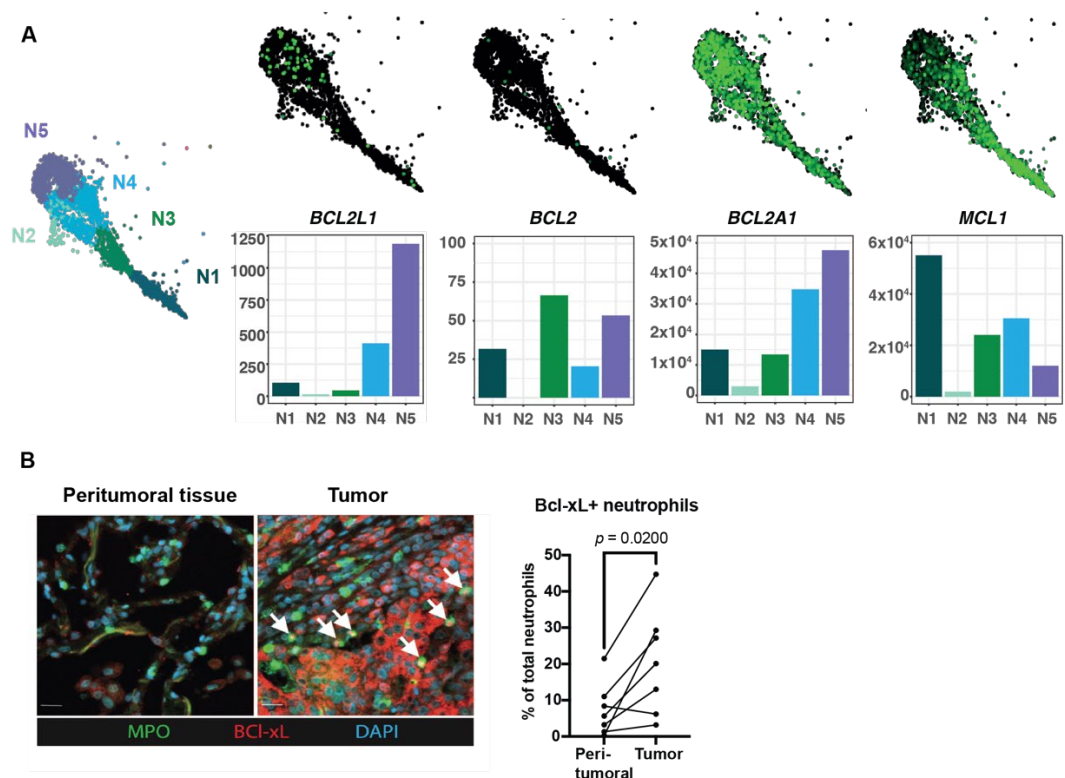 A
N5
N4
N3
N2
N1
BCL2L1
BCL2
BCL2A1
MCL1
1250
1000
750
500
250
0
N1 N2 N3 N4 N5
100
75
50
25
N1 N2 N3 N4 N5
5x10⁴
4x10⁴
3x10⁴
2x10⁴
1x10⁴
0
N1 N2 N3 N4 N5
6x10⁴
4x10⁴
2x10⁴
0
N1 N2 N3 N4 N5
B
Peritumoral tissue
Tumor
MPO BCl-xL DAPI
Bcl-xL+ neutrophils
p = 0.0200
% of total neutrophils
50
40
30
20
10
0
Peri-
tumoral
Tumor